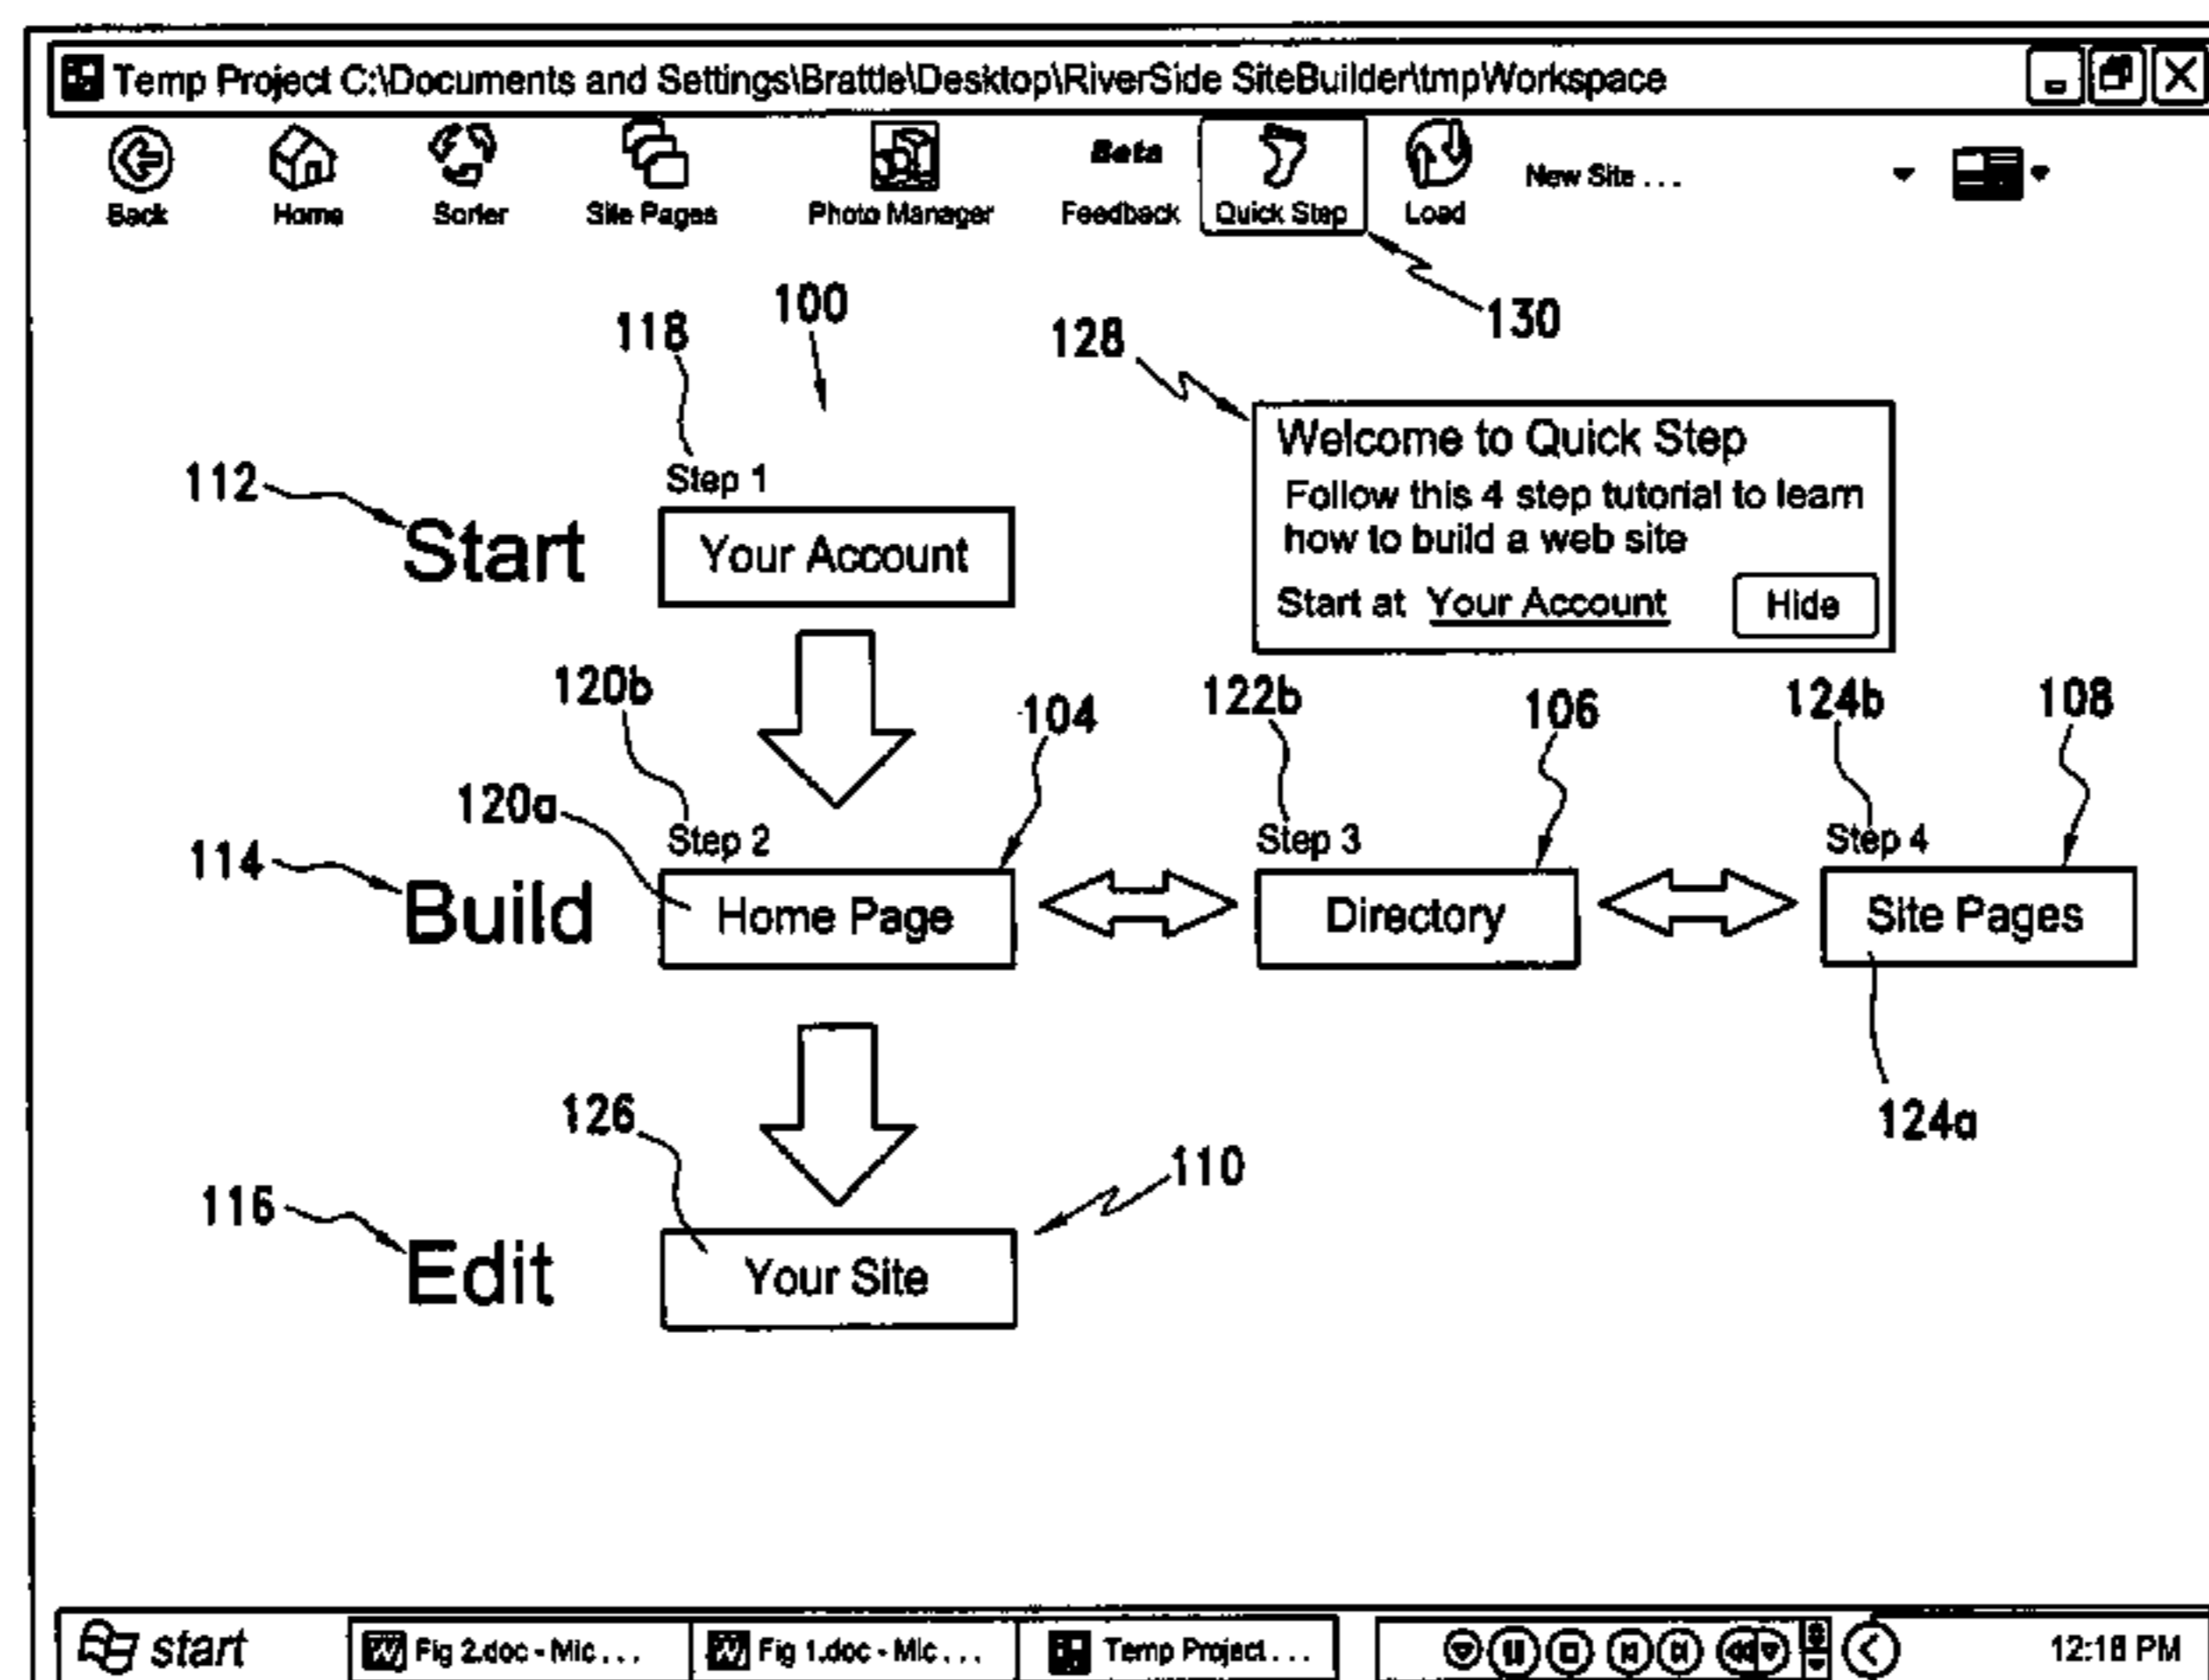 Temp Project C:\Documents and Settings\Brattle\Desktop\RiverSide SiteBuilder\tmpWorkspace
Back Home Sorter Site Pages Photo Manager Beta Feedback Quick Step Load New Site . . .
130
118 100 128
Welcome to Quick Step
Follow this 4 step tutorial to learn
how to build a web site
Start at Your Account Hide
112 Step 1
Start Your Account
120b 104 122b 106 124b 108
120a
114 Step 2 Step 3 Step 4
Build Home Page Directory Site Pages
124a
126 110
116
Edit Your Site
start Fig 2.doc - Mic . . . Fig 1.doc - Mic . . . Temp Project . . . 12:18 PM